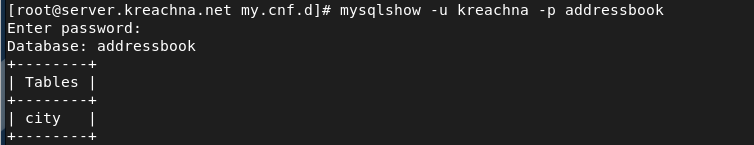 [root@server.kreachna.net my.cnf.d]# mysqlshow -u kreachna -p addressbook
Enter password:
Database: addressbook
+--------+
| Tables |
+--------+
| city   |
+--------+